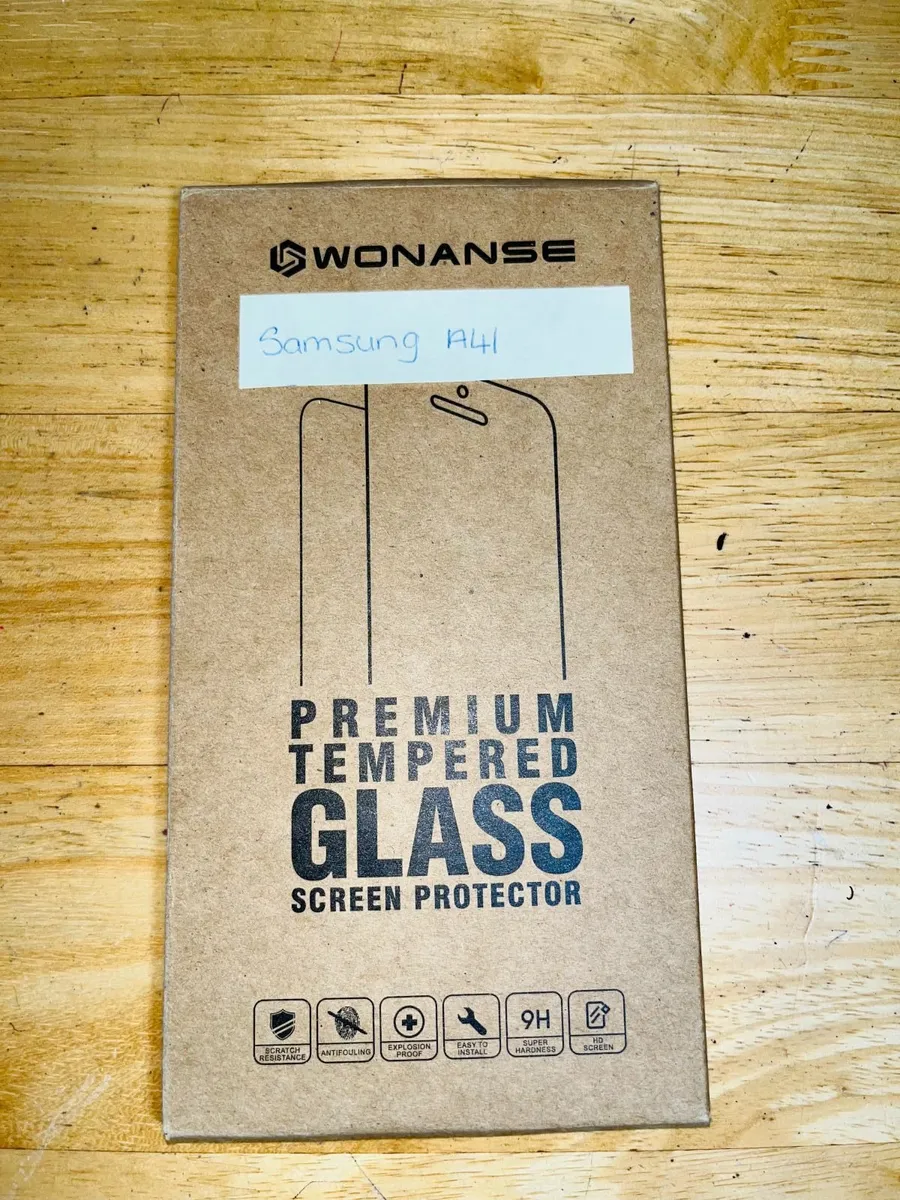 WONANSE
Samsung A41
PREMIUM
TEMPERED
GLASS
SCREEN PROTECTOR
SCRATCH
RESISTANCE
ANTIFOULING
EXPLOSION
PROOF
EASY TO
INSTALL
9H
SUPER
HARDNESS
HD
SCREEN